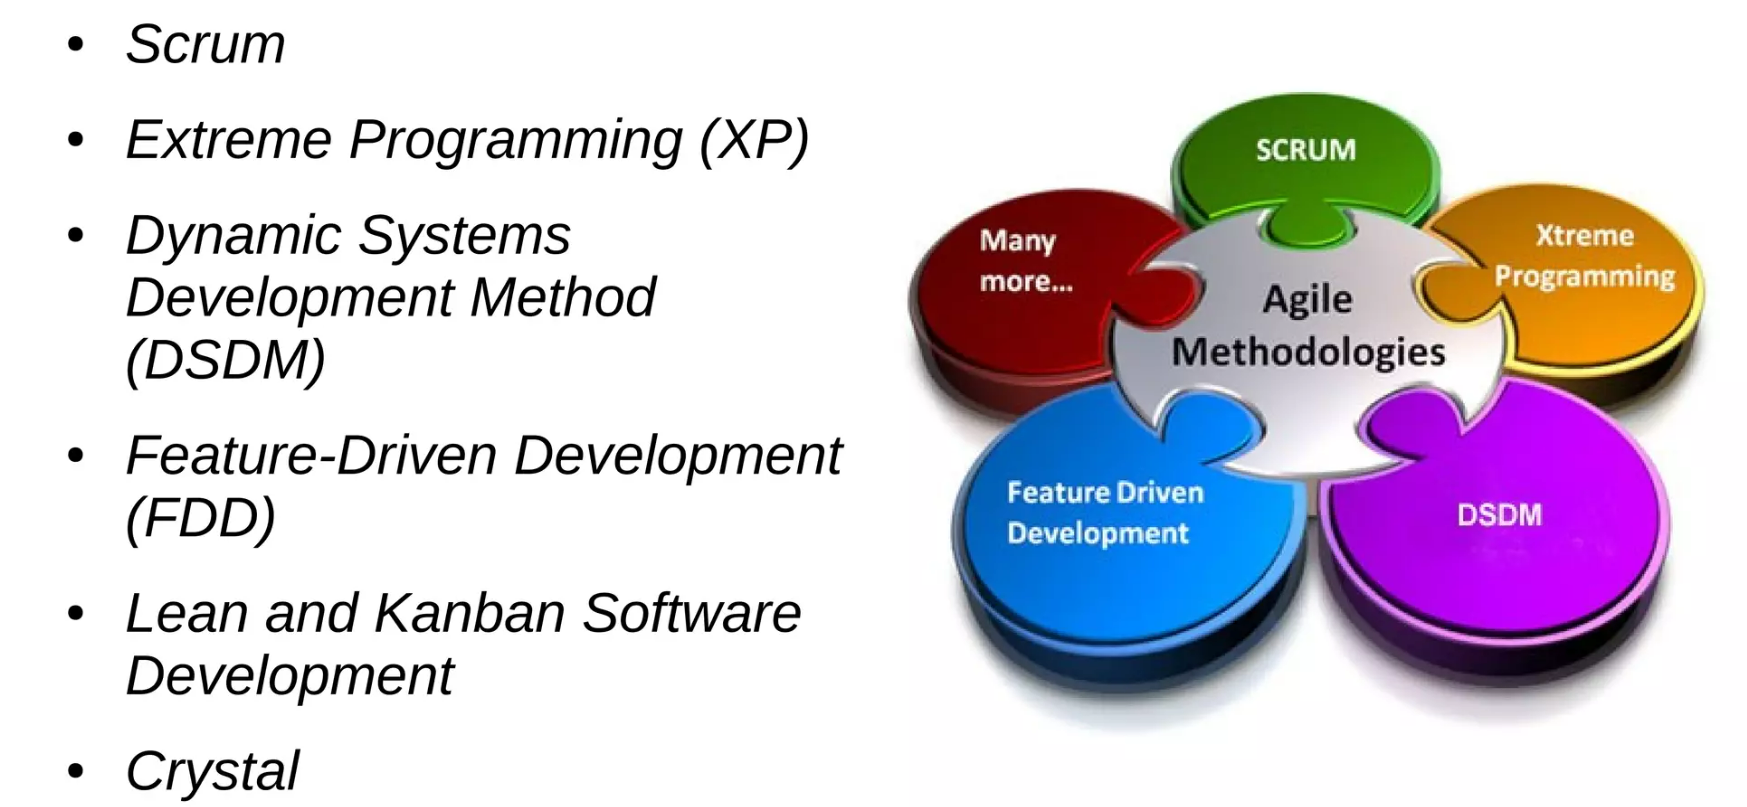 • Scrum
• Extreme Programming (XP)
• Dynamic Systems
Development Method
(DSDM)
• Feature-Driven Development
(FDD)
• Lean and Kanban Software
Development
• Crystal
SCRUM
Many
more...
Xtreme
Programming
Agile
Methodologies
Feature Driven
Development
DSDM